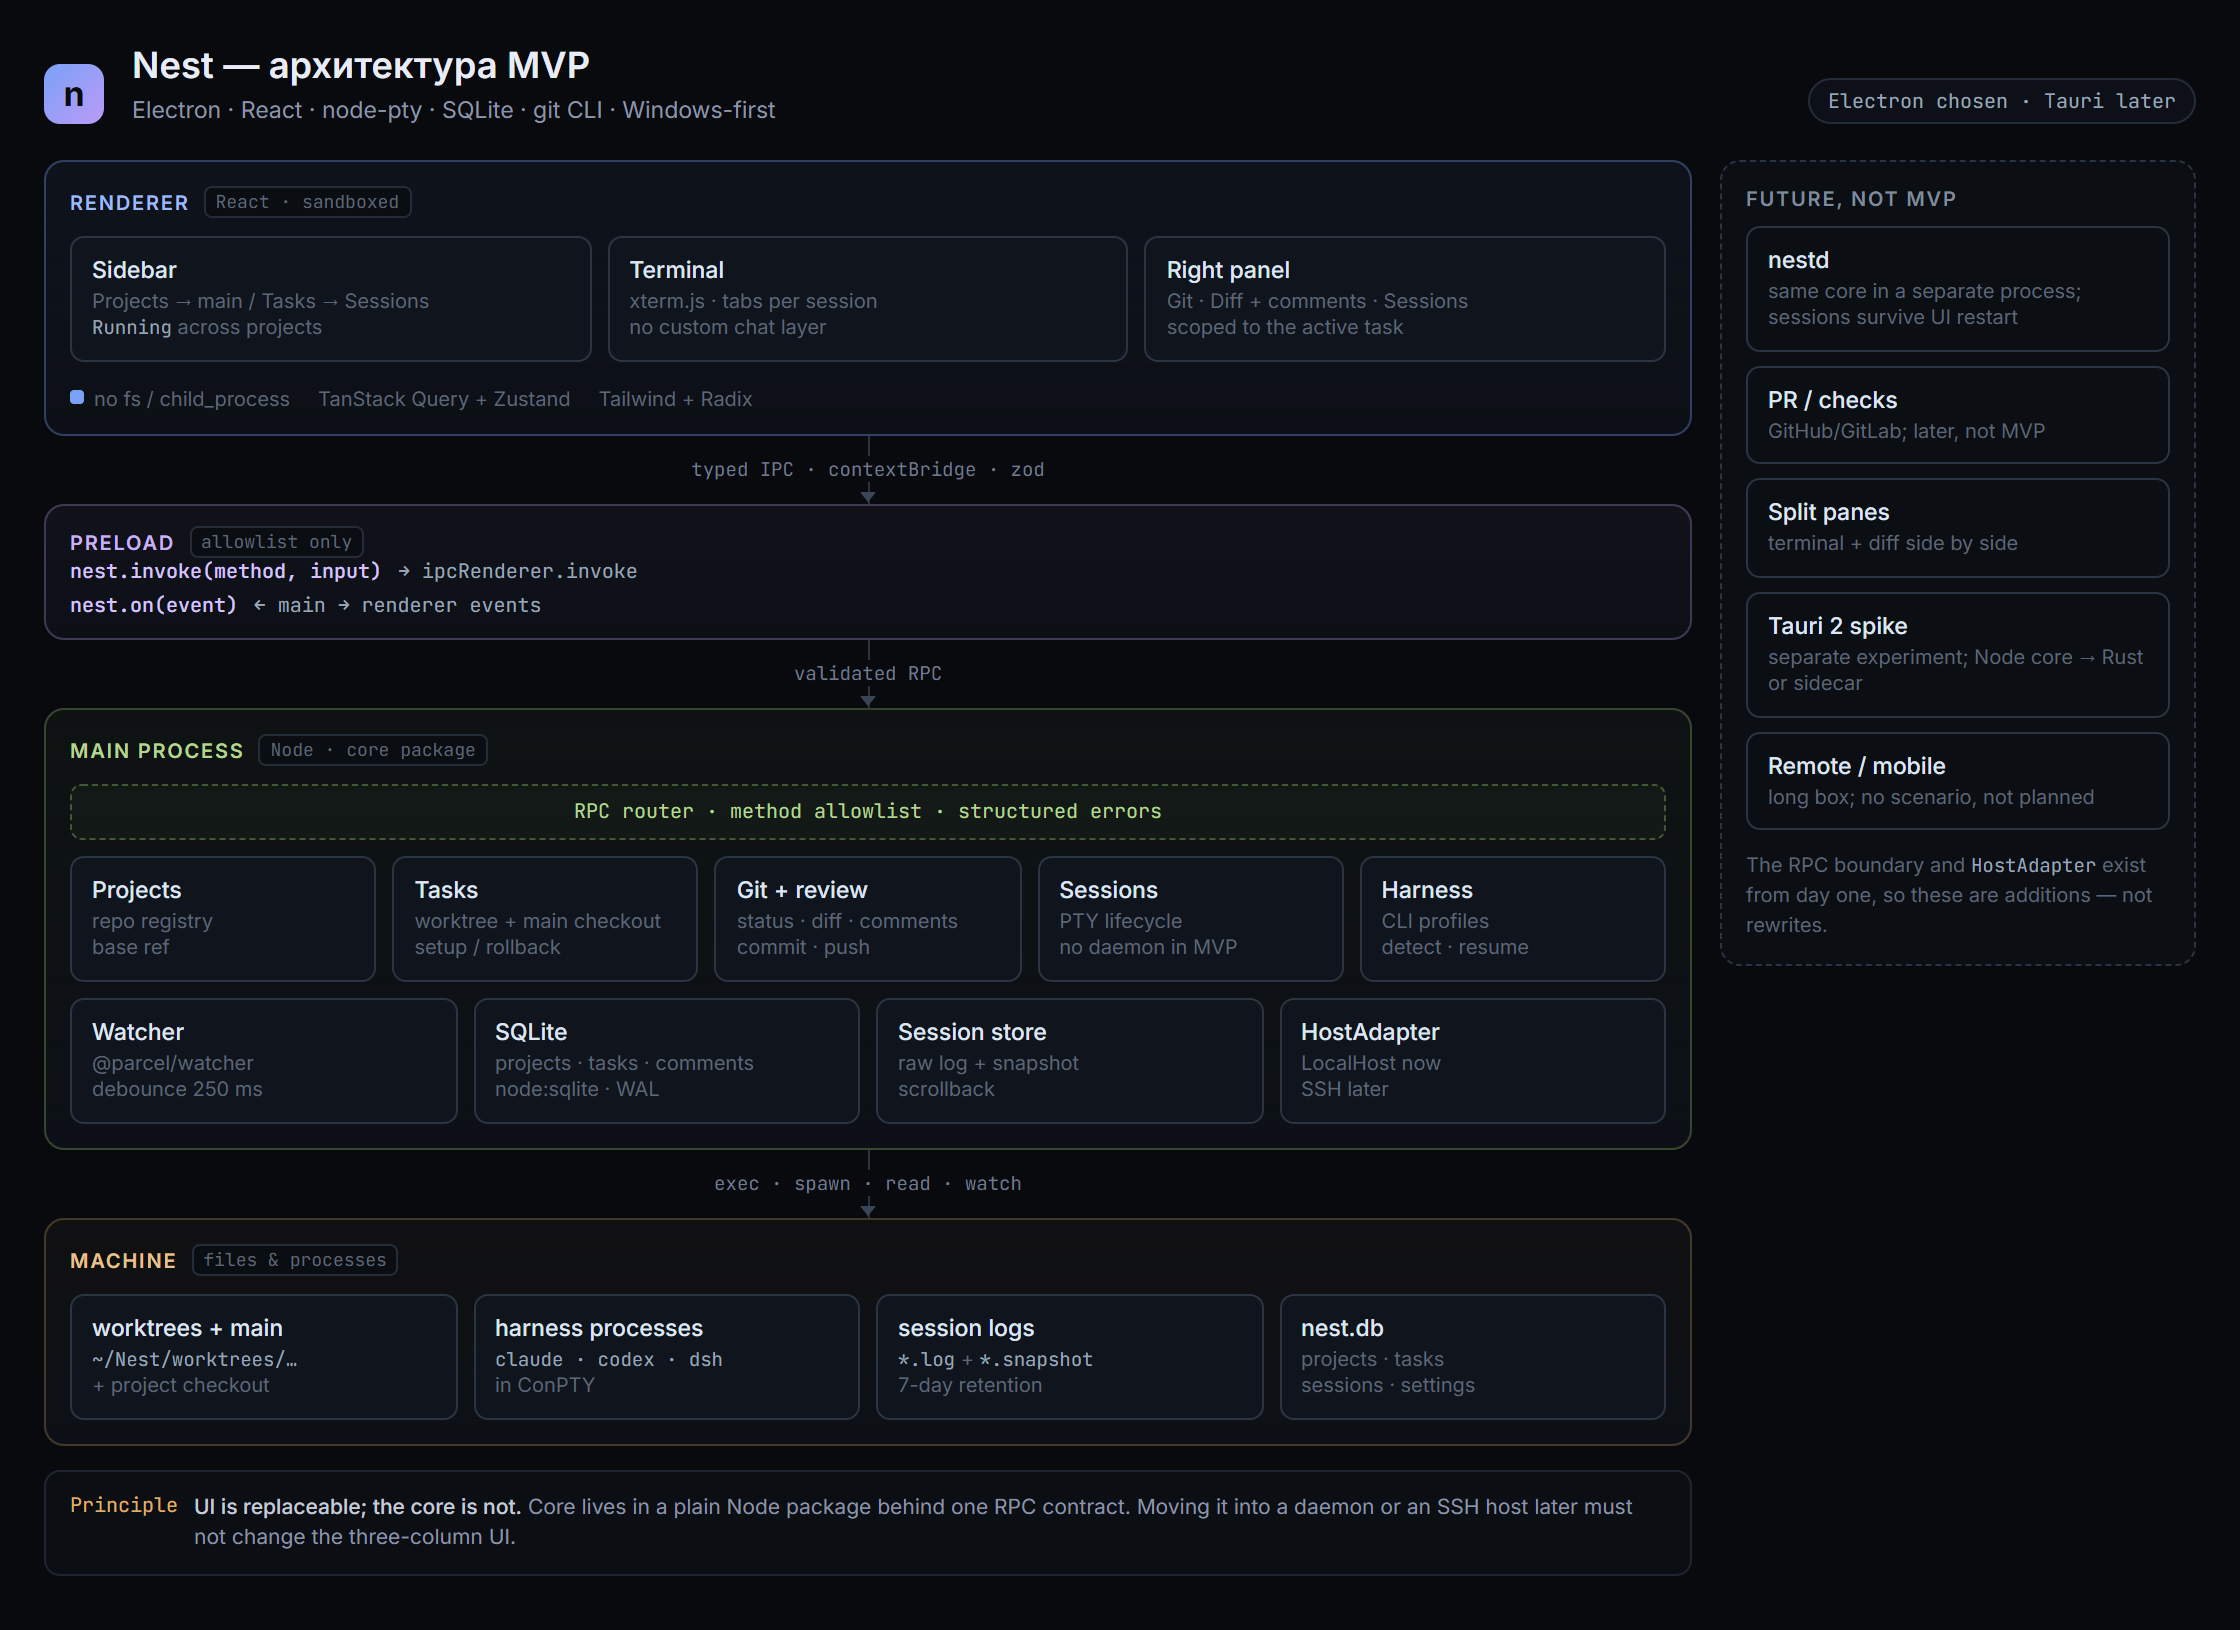 n
Nest — архитектура MVP
Electron · React · node-pty · SQLite · git CLI · Windows-first
Electron chosen · Tauri later
RENDERER
React · sandboxed
Sidebar
Projects → main / Tasks → Sessions
Running across projects
Terminal
xterm.js · tabs per session
no custom chat layer
Right panel
Git · Diff + comments · Sessions
scoped to the active task
no fs / child_process
TanStack Query + Zustand
Tailwind + Radix
typed IPC · contextBridge · zod
PRELOAD
allowlist only
nest.invoke(method, input) → ipcRenderer.invoke
nest.on(event) ← main → renderer events
validated RPC
MAIN PROCESS
Node · core package
RPC router · method allowlist · structured errors
Projects
repo registry
base ref
Tasks
worktree + main checkout
setup / rollback
Git + review
status · diff · comments
commit · push
Sessions
PTY lifecycle
no daemon in MVP
Harness
CLI profiles
detect · resume
Watcher
@parcel/watcher
debounce 250 ms
SQLite
projects · tasks · comments
node:sqlite · WAL
Session store
raw log + snapshot
scrollback
HostAdapter
LocalHost now
SSH later
exec · spawn · read · watch
MACHINE
files & processes
worktrees + main
~/Nest/worktrees/…
+ project checkout
harness processes
claude · codex · dsh
in ConPTY
session logs
*.log + *.snapshot
7-day retention
nest.db
projects · tasks
sessions · settings
Principle
UI is replaceable; the core is not. Core lives in a plain Node package behind one RPC contract. Moving it into a daemon or an SSH host later must
not change the three-column UI.
FUTURE, NOT MVP
nestd
same core in a separate process;
sessions survive UI restart
PR / checks
GitHub/GitLab; later, not MVP
Split panes
terminal + diff side by side
Tauri 2 spike
separate experiment; Node core → Rust
or sidecar
Remote / mobile
long box; no scenario, not planned
The RPC boundary and HostAdapter exist
from day one, so these are additions — not
rewrites.